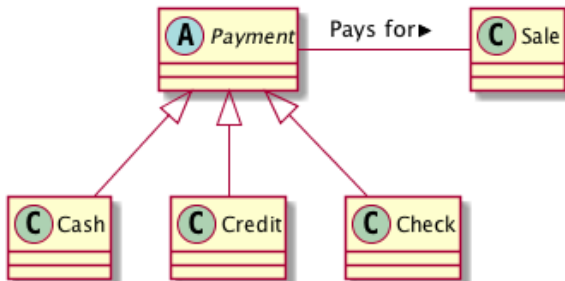 A Payment
Pays for▶
C Sale
C Cash
C Credit
C Check